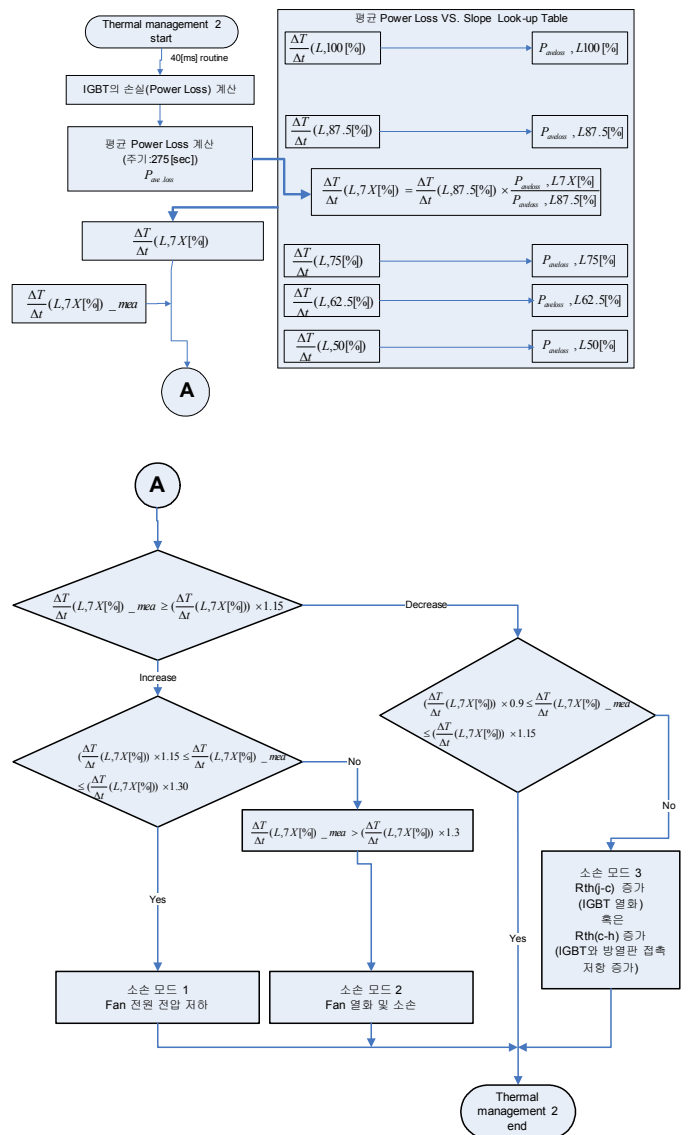 Thermal management 2
start
40[ms] routine
IGBT의 손실(Power Loss) 계산
평균 Power Loss 계산
(주기:275[sec])
P_ave.loss
ΔT/Δt (L,7X[%])
ΔT/Δt (L,7X[%])_mea
A
평균 Power Loss VS. Slope Look-up Table
ΔT/Δt (L,100[%])
P_aveloss , L100[%]
ΔT/Δt (L,87.5[%])
P_aveloss , L87.5[%]
ΔT/Δt (L,7X[%]) = ΔT/Δt (L,87.5[%]) × P_aveloss , L7X[%] / P_aveloss , L87.5[%]
ΔT/Δt (L,75[%])
P_aveloss , L75[%]
ΔT/Δt (L,62.5[%])
P_aveloss , L62.5[%]
ΔT/Δt (L,50[%])
P_aveloss , L50[%]
A
ΔT/Δt (L,7X[%])_mea ≥ (ΔT/Δt (L,7X[%])) ×1.15
Decrease
Increase
(ΔT/Δt (L,7X[%])) ×0.9 ≤ ΔT/Δt (L,7X[%])_mea
≤ (ΔT/Δt (L,7X[%])) ×1.15
(ΔT/Δt (L,7X[%])) ×1.15 ≤ ΔT/Δt (L,7X[%])_mea
≤ (ΔT/Δt (L,7X[%])) ×1.30
No
No
ΔT/Δt (L,7X[%])_mea > (ΔT/Δt (L,7X[%])) ×1.3
Yes
Yes
소손 모드 3
Rth(j-c) 증가
(IGBT 열화)
혹은
Rth(c-h) 증가
(IGBT와 방열판 접촉
저항 증가)
소손 모드 1
Fan 전원 전압 저하
소손 모드 2
Fan 열화 및 소손
Thermal
management 2
end